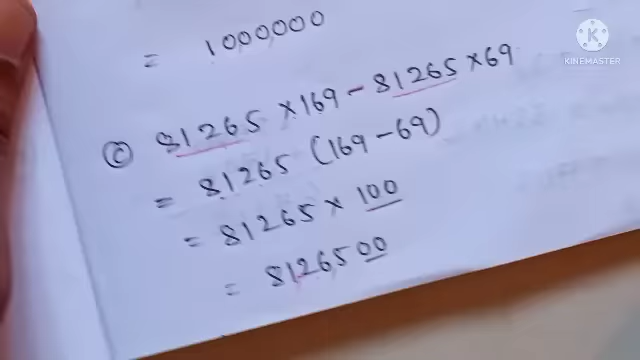 = 1000000
K
KINEMASTER
(c) 81265 × 169 - 81265 × 69
= 81265 (169 - 69)
= 81265 × 100
= 8126500